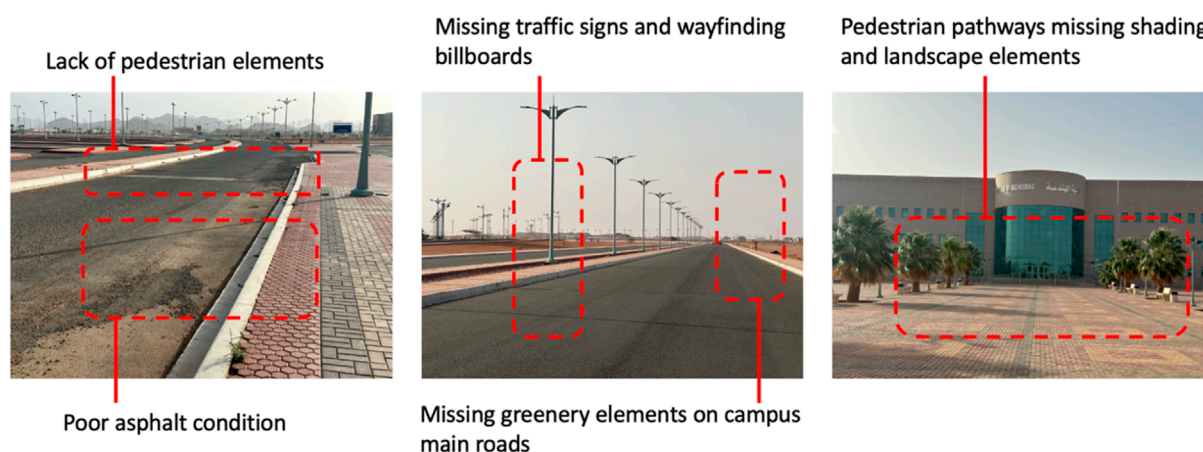 Lack of pedestrian elements
Missing traffic signs and wayfinding
billboards
Pedestrian pathways missing shading
and landscape elements
Poor asphalt condition
Missing greenery elements on campus
main roads